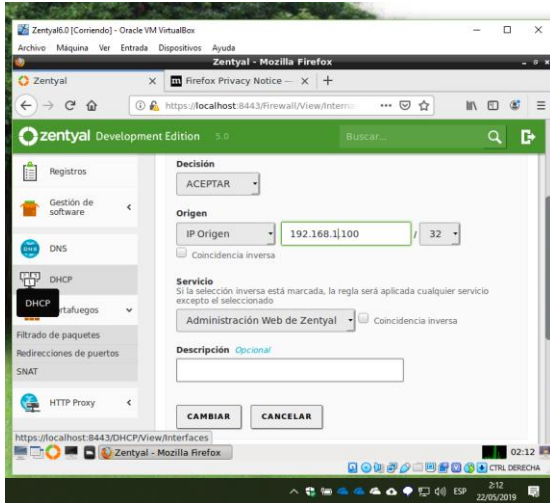 Zentyal6.0 [Corriendo] - Oracle VM VirtualBox
Archivo Máquina Ver Entrada Dispositivos Ayuda
Zentyal - Mozilla Firefox
Zentyal
Firefox Privacy Notice —
https://localhost:8443/Firewall/View/Interna
zentyal Development Edition 5.0
Buscar...
Registros
Gestión de software
DNS
DHCP
DHCP
rtafuegos
Filtrado de paquetes
Redirecciones de puertos
SNAT
HTTP Proxy
Decisión
ACEPTAR
Origen
IP Origen 192.168.1.100 / 32
Coincidencia inversa
Servicio
Si la selección inversa está marcada, la regla será aplicada cualquier servicio
excepto el seleccionado
Administración Web de Zentyal Coincidencia inversa
Descripción Opcional
CAMBIAR CANCELAR
https://localhost:8443/DHCP/View/Interfaces
Zentyal - Mozilla Firefox 02:12
CTRL DERECHA
ESP 2:12
22/05/2019